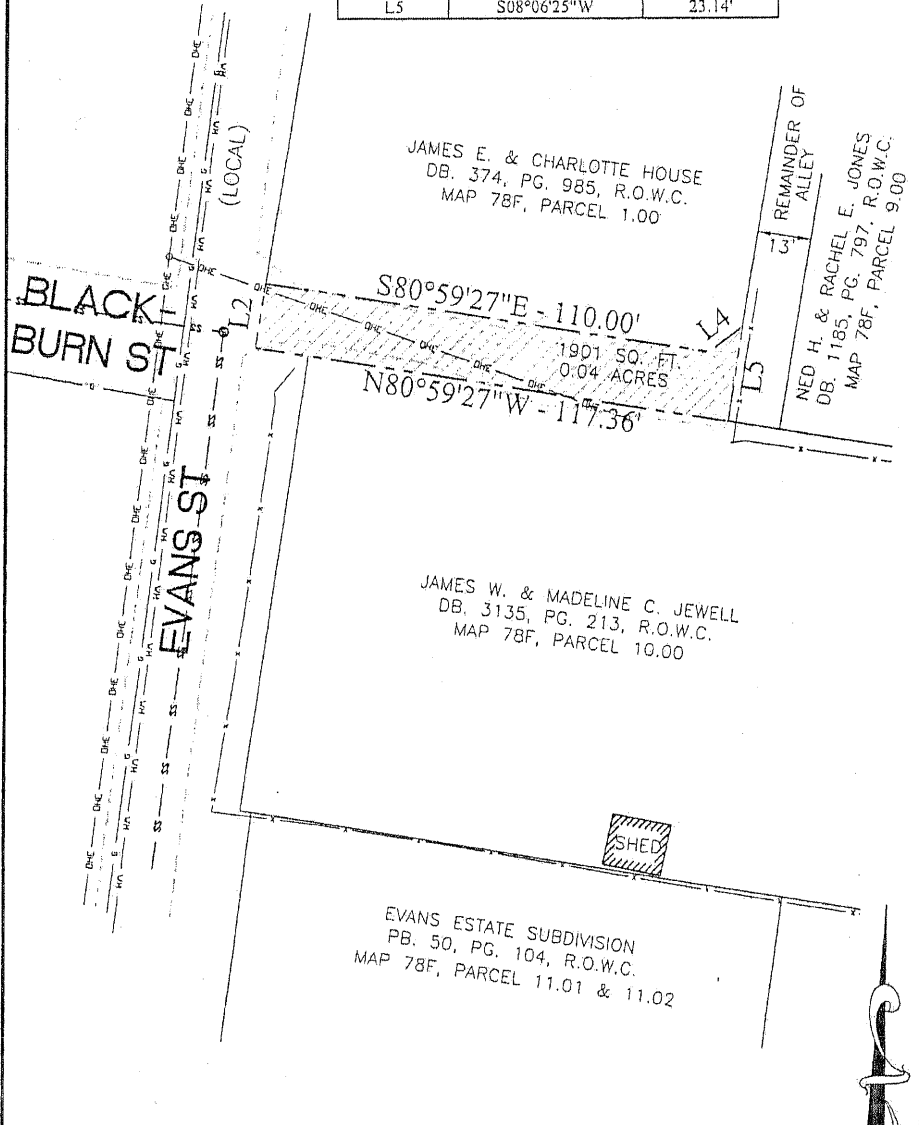 L5 S08°06'25"W 23.14'
(LOCAL)
JAMES E. & CHARLOTTE HOUSE
DB. 374, PG. 985, R.O.W.C.
MAP 78F, PARCEL 1.00
REMAINDER OF
ALLEY
13'
NED H. & RACHEL E. JONES
DB. 1185, PG. 797, R.O.W.C.
MAP 78F, PARCEL 9.00
BLACK
BURN ST
L2
S80°59'27"E - 110.00'
L4
1901 SQ. FT.
0.04 ACRES
L5
N80°59'27"W - 117.36'
EVANS ST
JAMES W. & MADELINE C. JEWELL
DB. 3135, PG. 213, R.O.W.C.
MAP 78F, PARCEL 10.00
SHED
EVANS ESTATE SUBDIVISION
PB. 50, PG. 104, R.O.W.C.
MAP 78F, PARCEL 11.01 & 11.02